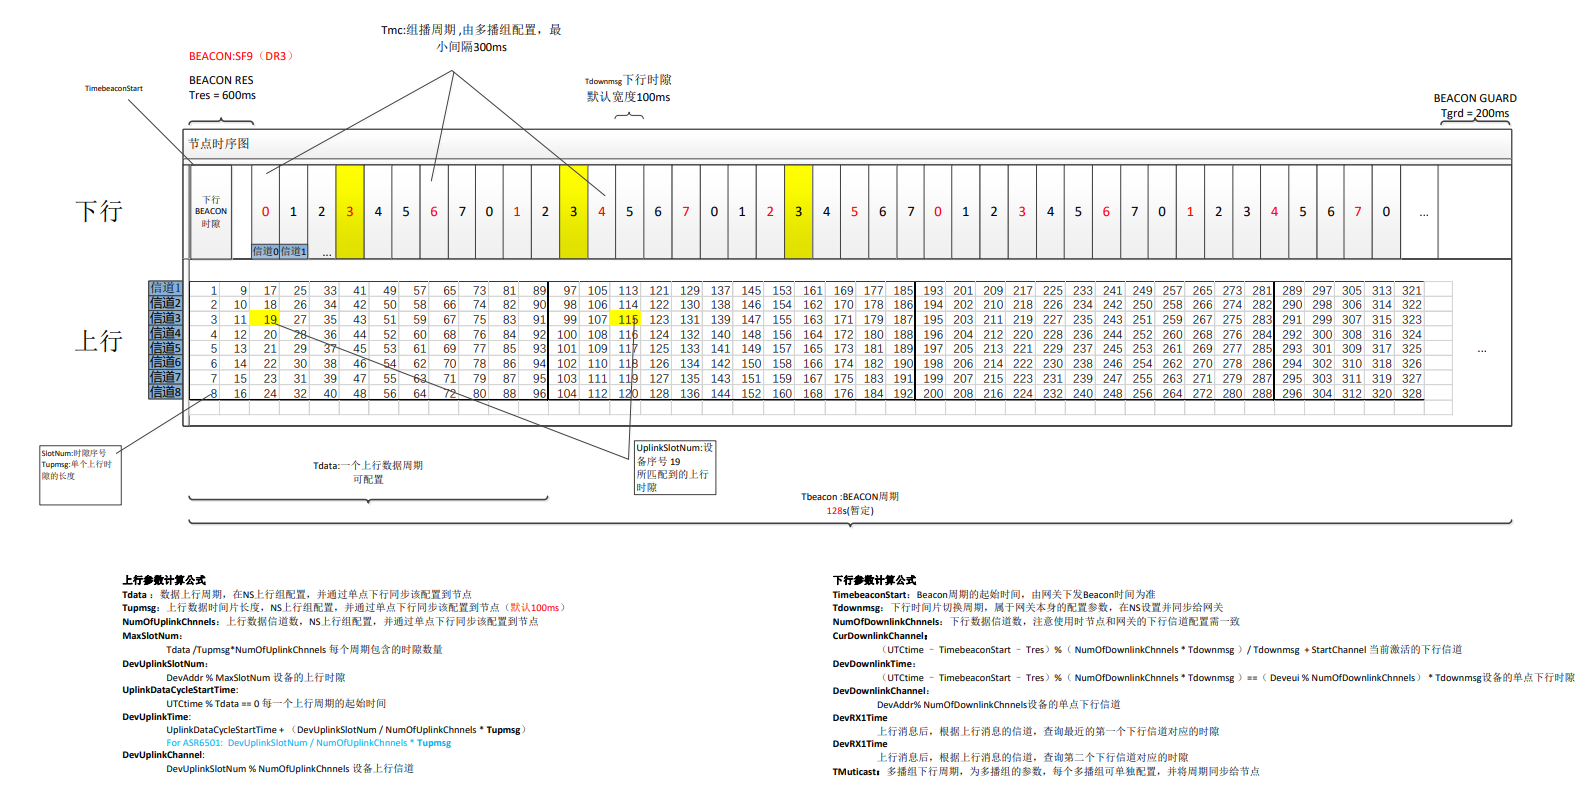 Tmc:组播周期 ,由多播组配置，最
小间隔300ms
BEACON:SF9（DR3）
BEACON RES
Tres = 600ms
TimebeaconStart
Tdownmsg下行时隙
默认宽度100ms
BEACON GUARD
Tgrd = 200ms
节点时序图
下行
下行
BEACON
时隙
0 1 2 3 4 5 6 7 0 1 2 3 4 5 6 7 0 1 2 3 4 5 6 7 0 1 2 3 4 5 6 7 0 1 2 3 4 5 6 7 0 ...
信道0 信道1 ...
上行
信道1 1 9 17 25 33 41 49 57 65 73 81 89 97 105 113 121 129 137 145 153 161 169 177 185 193 201 209 217 225 233 241 249 257 265 273 281 289 297 305 313 321
信道2 2 10 18 26 34 42 50 58 66 74 82 90 98 106 114 122 130 138 146 154 162 170 178 186 194 202 210 218 226 234 242 250 258 266 274 282 290 298 306 314 322
信道3 3 11 19 27 35 43 51 59 67 75 83 91 99 107 115 123 131 139 147 155 163 171 179 187 195 203 211 219 227 235 243 251 259 267 275 283 291 299 307 315 323
信道4 4 12 20 28 36 44 52 60 68 76 84 92 100 108 116 124 132 140 148 156 164 172 180 188 196 204 212 220 228 236 244 252 260 268 276 284 292 300 308 316 324
信道5 5 13 21 29 37 45 53 61 69 77 85 93 101 109 117 125 133 141 149 157 165 173 181 189 197 205 213 221 229 237 245 253 261 269 277 285 293 301 309 317 325
信道6 6 14 22 30 38 46 54 62 70 78 86 94 102 110 118 126 134 142 150 158 166 174 182 190 198 206 214 222 230 238 246 254 262 270 278 286 294 302 310 318 326
信道7 7 15 23 31 39 47 55 63 71 79 87 95 103 111 119 127 135 143 151 159 167 175 183 191 199 207 215 223 231 239 247 255 263 271 279 287 295 303 311 319 327
信道8 8 16 24 32 40 48 56 64 72 80 88 96 104 112 120 128 136 144 152 160 168 176 184 192 200 208 216 224 232 240 248 256 264 272 280 288 296 304 312 320 328
...
SlotNum:时隙序号
Tupmsg:单个上行时
隙的长度
Tdata:一个上行数据周期
可配置
UplinkSlotNum:设
备序号 19
所匹配到的上行
时隙
Tbeacon :BEACON周期
128s(暂定)
上行参数计算公式
Tdata： 数据上行周期，在NS上行组配置，并通过单点下行同步该配置到节点
Tupmsg：上行数据时间片长度，NS上行组配置，并通过单点下行同步该配置到节点（默认100ms）
NumOfUplinkChnnels：上行数据信道数，NS上行组配置，并通过单点下行同步该配置到节点
MaxSlotNum：
Tdata /Tupmsg*NumOfUplinkChnnels 每个周期包含的时隙数量
DevUplinkSlotNum：
DevAddr % MaxSlotNum 设备的上行时隙
UplinkDataCycleStartTime:
UTCtime % Tdata == 0 每一个上行周期的起始时间
DevUplinkTime:
UplinkDataCycleStartTime + （DevUplinkSlotNum / NumOfUplinkChnnels * Tupmsg）
For ASR6501: DevUplinkSlotNum / NumOfUplinkChnnels * Tupmsg
DevUplinkChannel:
DevUplinkSlotNum % NumOfUplinkChnnels 设备上行信道
下行参数计算公式
TimebeaconStart：Beacon周期的起始时间，由网关下发Beacon时间为准
Tdownmsg：下行时间片切换周期，属于网关本身的配置参数，在NS设置并同步给网关
NumOfDownlinkChnnels：下行数据信道数，注意使用时节点和网关的下行信道配置需一致
CurDownlinkChannel：
（UTCtime – TimebeaconStart – Tres）%（ NumOfDownlinkChnnels * Tdownmsg ）/ Tdownmsg + StartChannel 当前激活的下行信道
DevDownlinkTime：
（UTCtime – TimebeaconStart – Tres）%（ NumOfDownlinkChnnels * Tdownmsg ）==（ Deveui % NumOfDownlinkChnnels） * Tdownmsg设备的单点下行时隙
DevDownlinkChannel：
DevAddr% NumOfDownlinkChnnels设备的单点下行信道
DevRX1Time
上行消息后，根据上行消息的信道，查询最近的第一个下行信道对应的时隙
DevRX1Time
上行消息后，根据上行消息的信道，查询第二个下行信道对应的时隙
TMuticast：多播组下行周期，为多播组的参数，每个多播组可单独配置，并将周期同步给节点